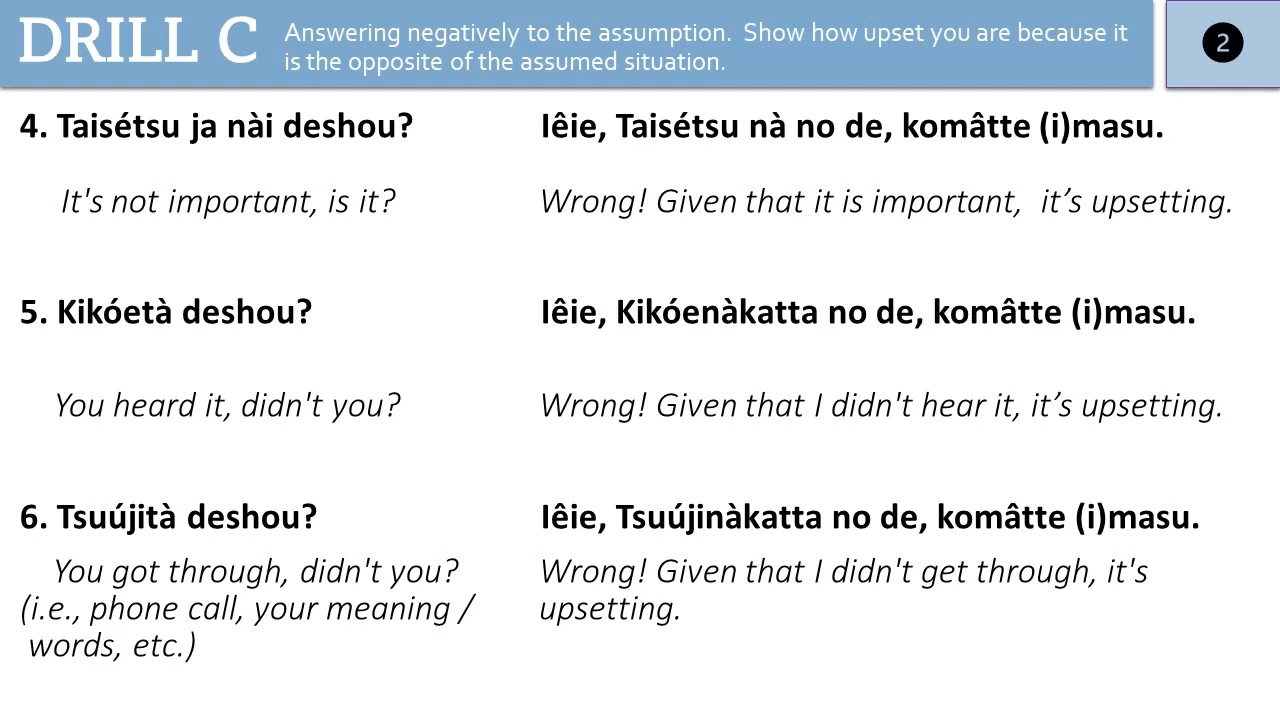 DRILL C
Answering negatively to the assumption. Show how upset you are because it
is the opposite of the assumed situation.
2
4. Taisétsu ja nài deshou?
Iêie, Taisétsu nà no de, komâtte (i)masu.
It's not important, is it?
Wrong! Given that it is important, it’s upsetting.
5. Kikóetà deshou?
Iêie, Kikóenàkatta no de, komâtte (i)masu.
You heard it, didn't you?
Wrong! Given that I didn't hear it, it’s upsetting.
6. Tsuújità deshou?
Iêie, Tsuújinàkatta no de, komâtte (i)masu.
You got through, didn't you?
(i.e., phone call, your meaning /
words, etc.)
Wrong! Given that I didn't get through, it's
upsetting.